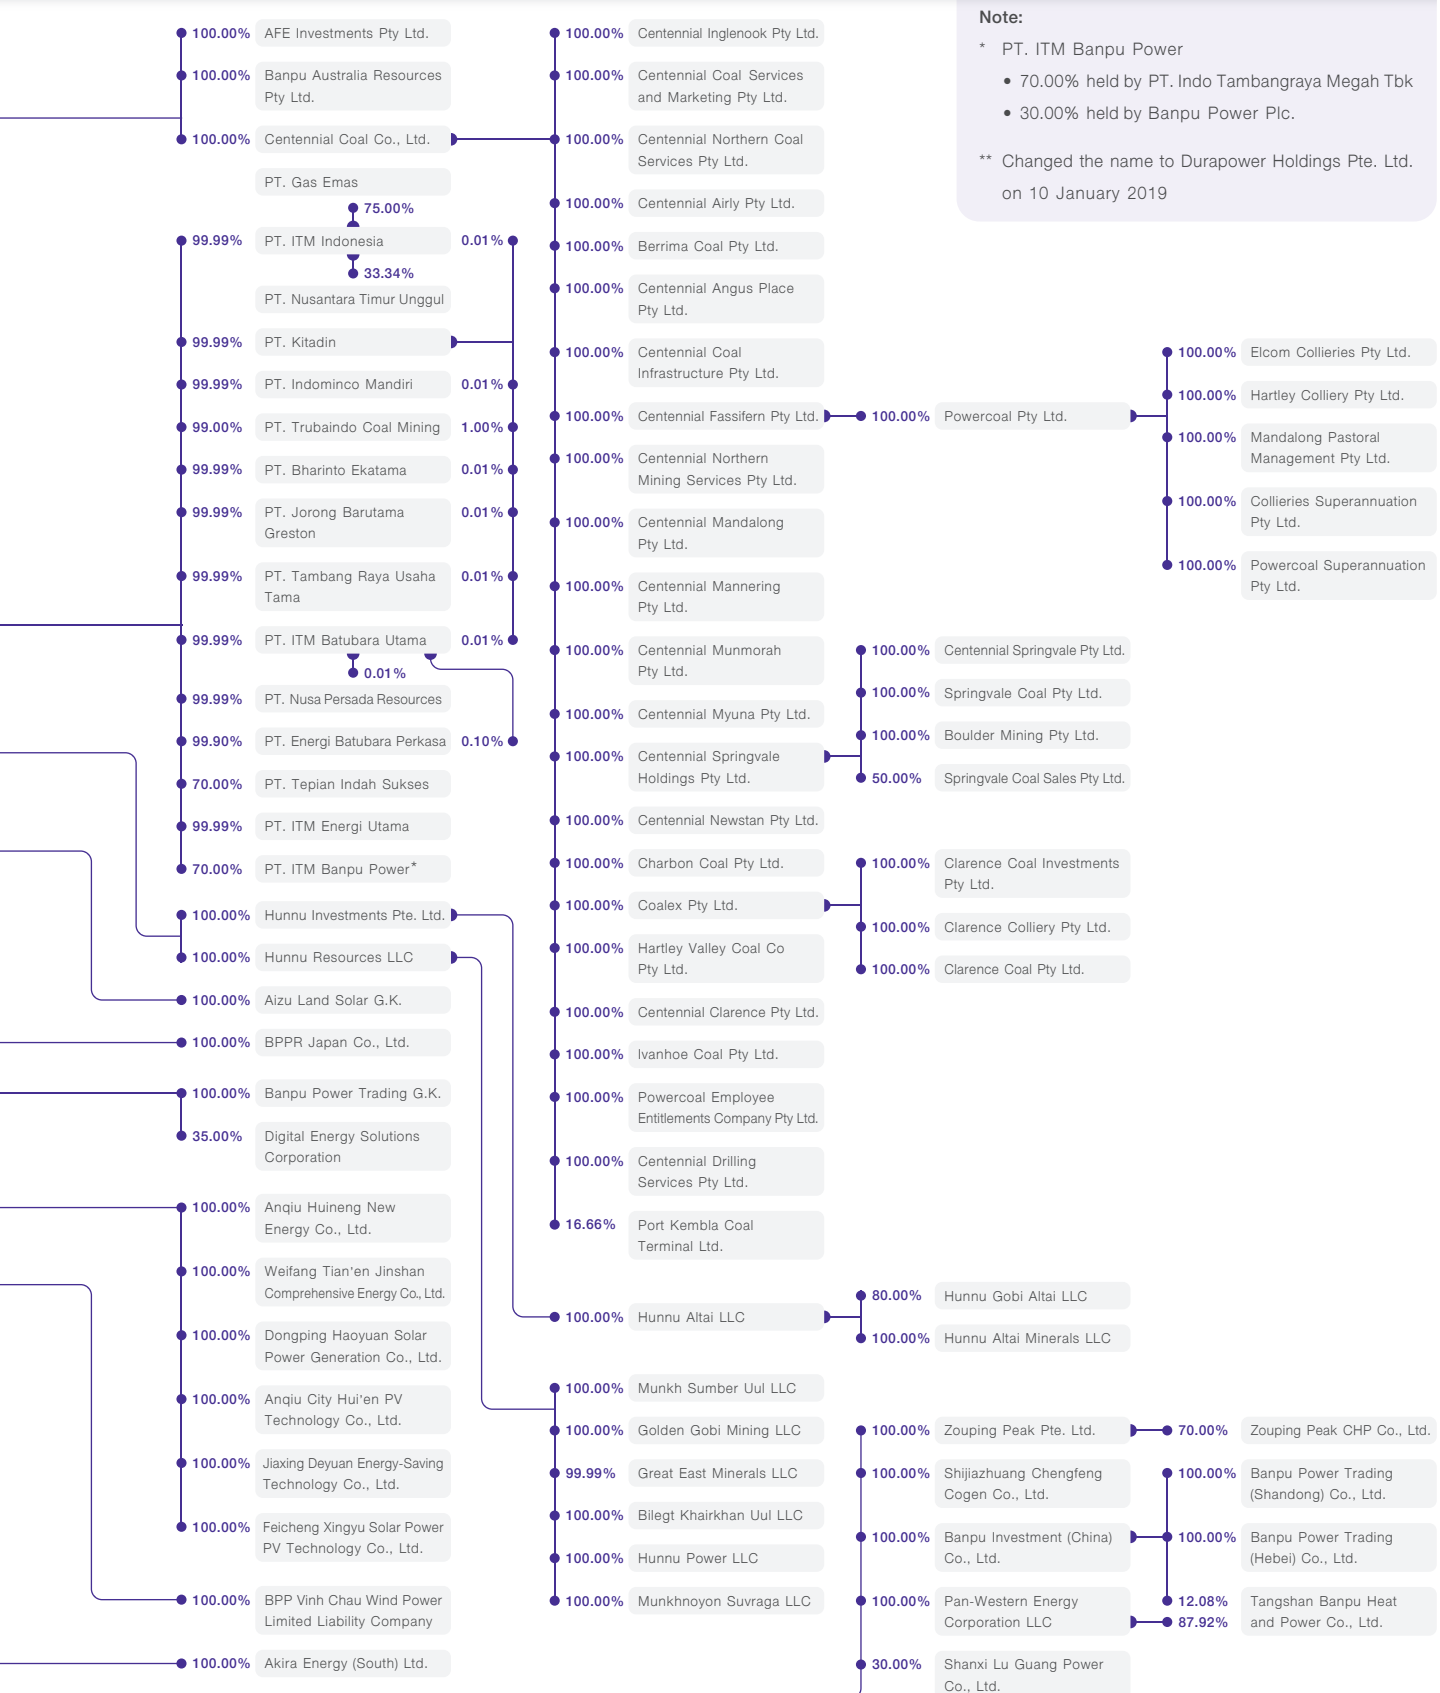 100.00% AFE Investments Pty Ltd.
100.00% Banpu Australia Resources
Pty Ltd.
100.00% Centennial Coal Co., Ltd.
PT. Gas Emas
75.00%
99.99% PT. ITM Indonesia 0.01%
33.34%
PT. Nusantara Timur Unggul
99.99% PT. Kitadin
99.99% PT. Indominco Mandiri 0.01%
99.00% PT. Trubaindo Coal Mining 1.00%
99.99% PT. Bharinto Ekatama 0.01%
99.99% PT. Jorong Barutama 0.01%
Greston
99.99% PT. Tambang Raya Usaha 0.01%
Tama
99.99% PT. ITM Batubara Utama 0.01%
0.01%
99.99% PT. Nusa Persada Resources
99.90% PT. Energi Batubara Perkasa 0.10%
70.00% PT. Tepian Indah Sukses
99.99% PT. ITM Energi Utama
70.00% PT. ITM Banpu Power*
100.00% Hunnu Investments Pte. Ltd.
100.00% Hunnu Resources LLC
100.00% Aizu Land Solar G.K.
100.00% BPPR Japan Co., Ltd.
100.00% Banpu Power Trading G.K.
35.00% Digital Energy Solutions
Corporation
100.00% Anqiu Huineng New
Energy Co., Ltd.
100.00% Weifang Tian'en Jinshan
Comprehensive Energy Co., Ltd.
100.00% Dongping Haoyuan Solar
Power Generation Co., Ltd.
100.00% Anqiu City Hui'en PV
Technology Co., Ltd.
100.00% Jiaxing Deyuan Energy-Saving
Technology Co., Ltd.
100.00% Feicheng Xingyu Solar Power
PV Technology Co., Ltd.
100.00% BPP Vinh Chau Wind Power
Limited Liability Company
100.00% Akira Energy (South) Ltd.
100.00% Centennial Inglenook Pty Ltd.
100.00% Centennial Coal Services
and Marketing Pty Ltd.
100.00% Centennial Northern Coal
Services Pty Ltd.
100.00% Centennial Airly Pty Ltd.
100.00% Berrima Coal Pty Ltd.
100.00% Centennial Angus Place
Pty Ltd.
100.00% Centennial Coal
Infrastructure Pty Ltd.
100.00% Centennial Fassifern Pty Ltd.
100.00% Centennial Northern
Mining Services Pty Ltd.
100.00% Centennial Mandalong
Pty Ltd.
100.00% Centennial Mannering
Pty Ltd.
100.00% Centennial Munmorah
Pty Ltd.
100.00% Centennial Myuna Pty Ltd.
100.00% Centennial Springvale
Holdings Pty Ltd.
100.00% Centennial Newstan Pty Ltd.
100.00% Charbon Coal Pty Ltd.
100.00% Coalex Pty Ltd.
100.00% Hartley Valley Coal Co
Pty Ltd.
100.00% Centennial Clarence Pty Ltd.
100.00% Ivanhoe Coal Pty Ltd.
100.00% Powercoal Employee
Entitlements Company Pty Ltd.
100.00% Centennial Drilling
Services Pty Ltd.
16.66% Port Kembla Coal
Terminal Ltd.
100.00% Hunnu Altai LLC
100.00% Munkh Sumber Uul LLC
100.00% Golden Gobi Mining LLC
99.99% Great East Minerals LLC
100.00% Bilegt Khairkhan Uul LLC
100.00% Hunnu Power LLC
100.00% Munkhnoyon Suvraga LLC
100.00% Powercoal Pty Ltd.
100.00% Centennial Springvale Pty Ltd.
100.00% Springvale Coal Pty Ltd.
100.00% Boulder Mining Pty Ltd.
50.00% Springvale Coal Sales Pty Ltd.
100.00% Clarence Coal Investments
Pty Ltd.
100.00% Clarence Colliery Pty Ltd.
100.00% Clarence Coal Pty Ltd.
80.00% Hunnu Gobi Altai LLC
100.00% Hunnu Altai Minerals LLC
100.00% Zouping Peak Pte. Ltd.
100.00% Shijiazhuang Chengfeng
Cogen Co., Ltd.
100.00% Banpu Investment (China)
Co., Ltd.
100.00% Pan-Western Energy
Corporation LLC
30.00% Shanxi Lu Guang Power
Co., Ltd.
Note:
* PT. ITM Banpu Power
• 70.00% held by PT. Indo Tambangraya Megah Tbk
• 30.00% held by Banpu Power Plc.
** Changed the name to Durapower Holdings Pte. Ltd.
on 10 January 2019
100.00% Elcom Collieries Pty Ltd.
100.00% Hartley Colliery Pty Ltd.
100.00% Mandalong Pastoral
Management Pty Ltd.
100.00% Collieries Superannuation
Pty Ltd.
100.00% Powercoal Superannuation
Pty Ltd.
70.00% Zouping Peak CHP Co., Ltd.
100.00% Banpu Power Trading
(Shandong) Co., Ltd.
100.00% Banpu Power Trading
(Hebei) Co., Ltd.
12.08% Tangshan Banpu Heat
87.92% and Power Co., Ltd.